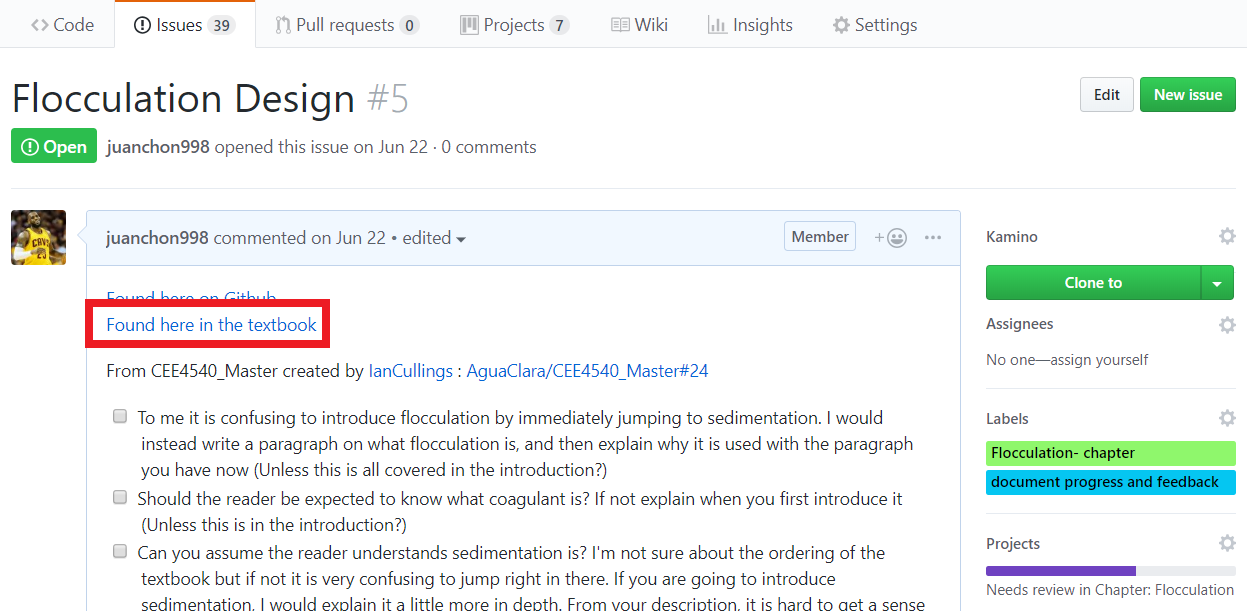 Code Issues 39 Pull requests 0 Projects 7 Wiki Insights Settings
Flocculation Design #5
Edit New issue
Open juanchon998 opened this issue on Jun 22 · 0 comments
juanchon998 commented on Jun 22 • edited
Member
Found here on Github
Found here in the textbook
From CEE4540_Master created by IanCullings : AguaClara/CEE4540_Master#24
To me it is confusing to introduce flocculation by immediately jumping to sedimentation. I would
instead write a paragraph on what flocculation is, and then explain why it is used with the paragraph
you have now (Unless this is all covered in the introduction?)
Should the reader be expected to know what coagulant is? If not explain when you first introduce it
(Unless this is in the introduction?)
Can you assume the reader understands sedimentation is? I'm not sure about the ordering of the
textbook but if not it is very confusing to jump right in there. If you are going to introduce
sedimentation, I would explain it a little more in depth. From your description, it is hard to get a sense
Kamino
Clone to
Assignees
No one—assign yourself
Labels
Flocculation- chapter
document progress and feedback
Projects
Needs review in Chapter: Flocculation